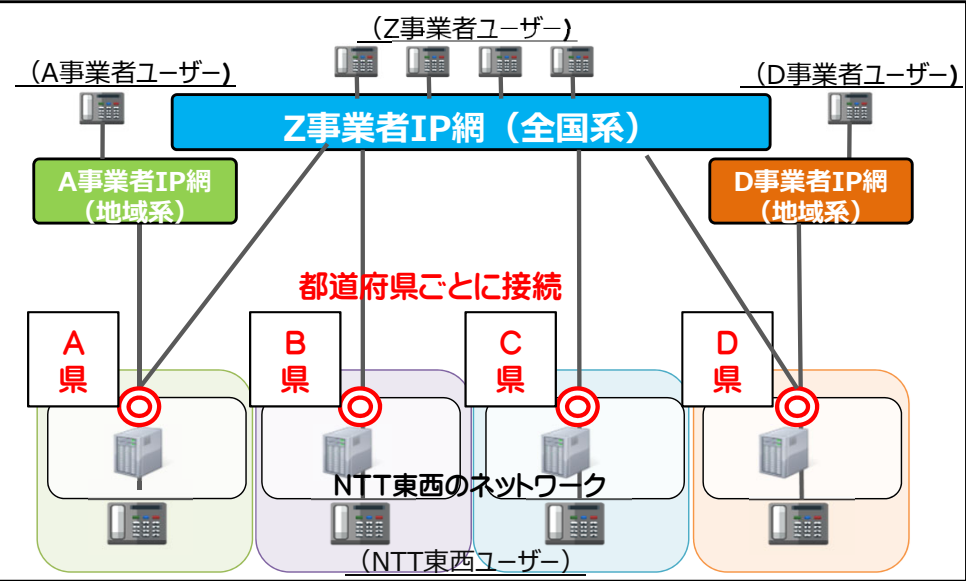 （Z事業者ユーザー)
（A事業者ユーザー)
（D事業者ユーザー)
Z事業者IP網（全国系）
A事業者IP網
（地域系）
D事業者IP網
（地域系）
都道府県ごとに接続
A
県
B
県
C
県
D
県
NTT東西のネットワーク
（NTT東西ユーザー）